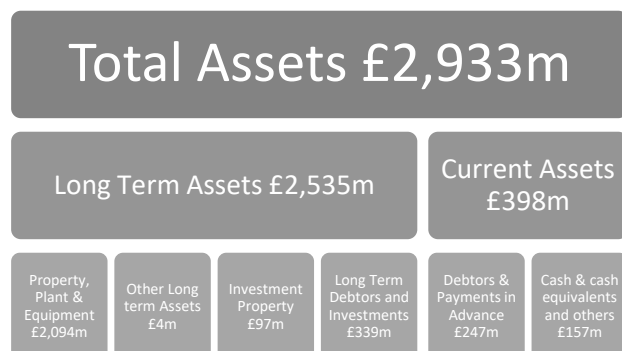 Total Assets £2,933m
Long Term Assets £2,535m
Current Assets
£398m
Property,
Plant &
Equipment
£2,094m
Other Long
term Assets
£4m
Investment
Property
£97m
Long Term
Debtors and
Investments
£339m
Debtors &
Payments in
Advance
£247m
Cash & cash
equivalents
and others
£157m